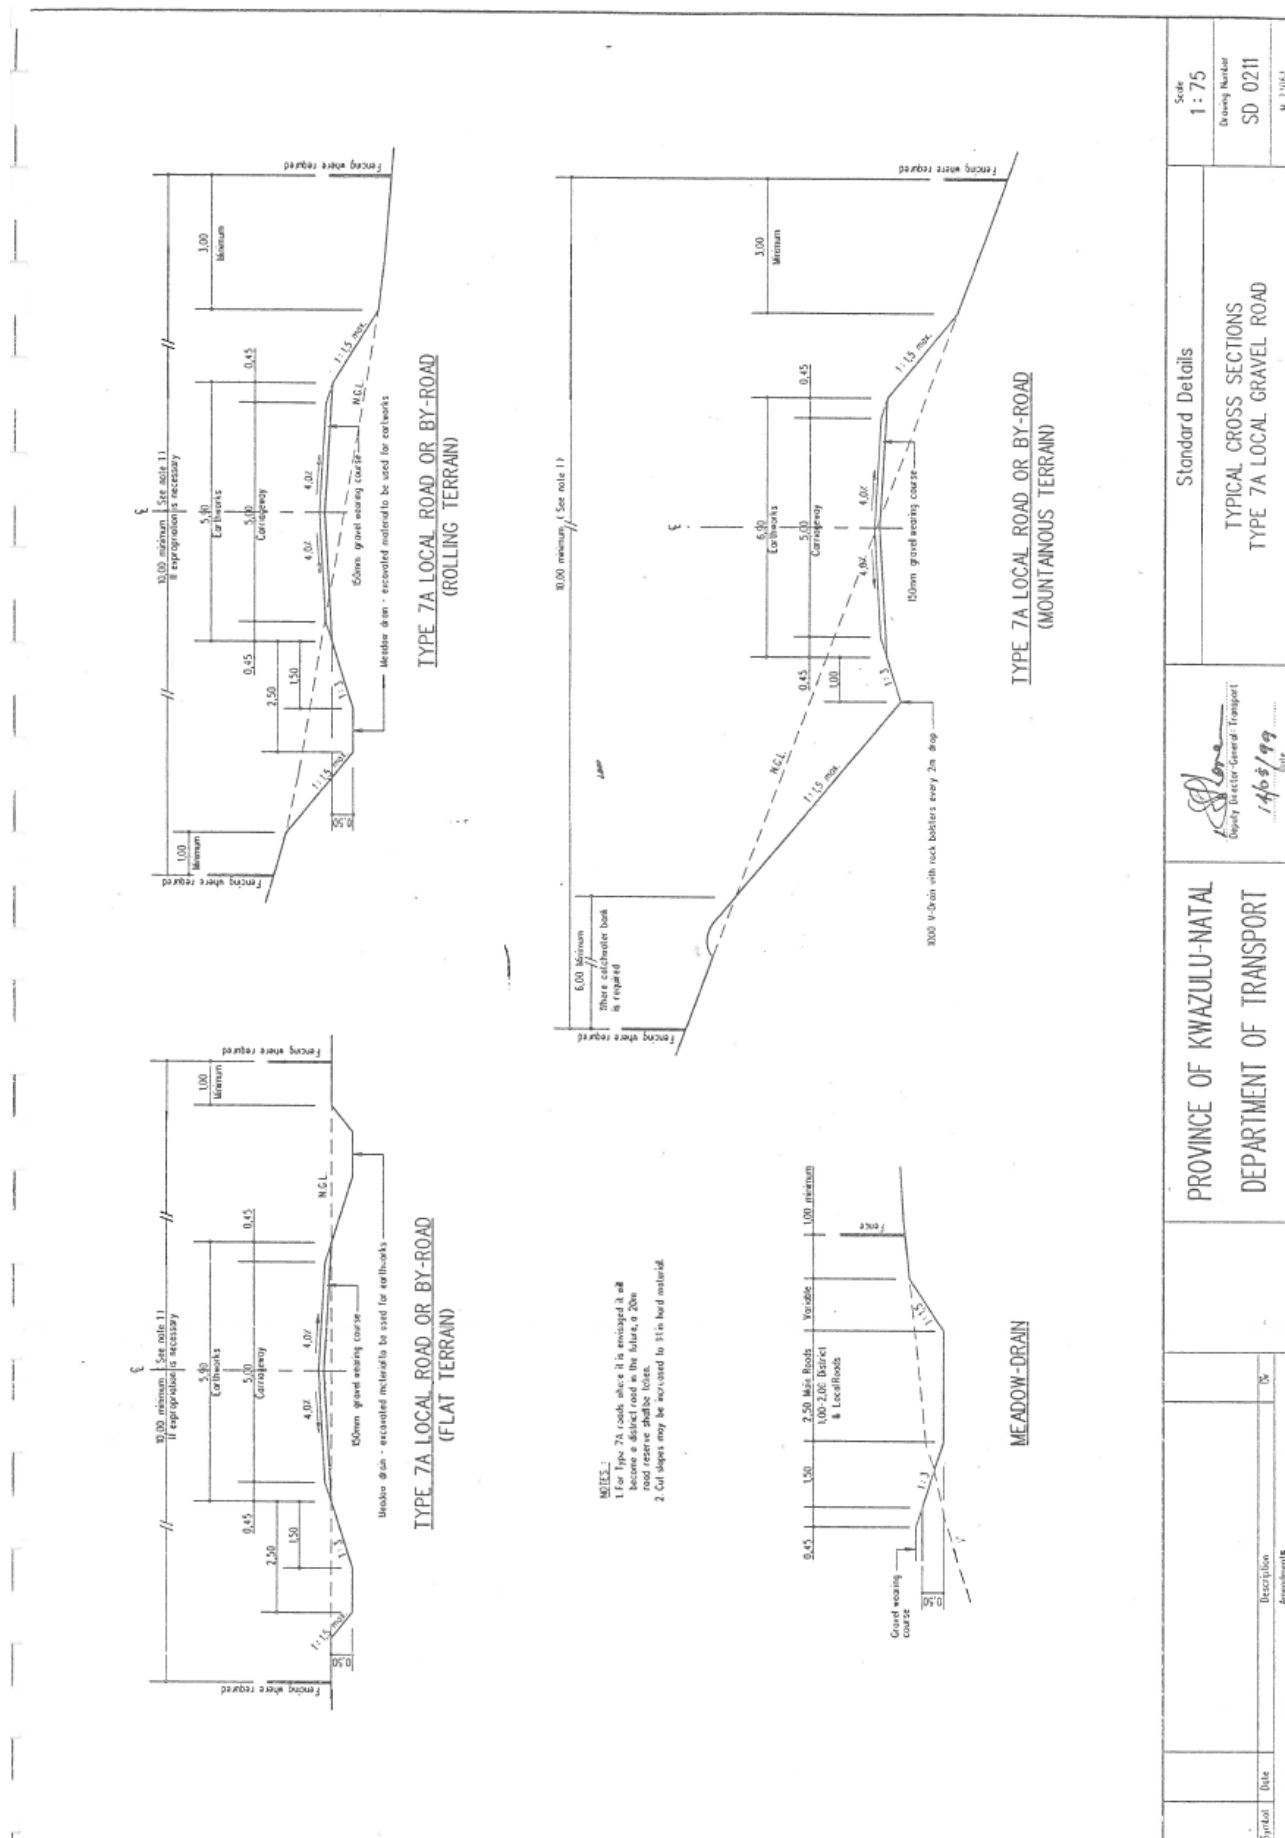 Fencing where required
10,00 minimum ( See note 1 )
if expropriation is necessary
5,90
Earthworks
5,00
Carriageway
0,45
0,45
2,50
1,50
1,00
Minimum
4,0%
4,0%
N.G.L.
1:3
1:1,5 max.
0,50
150mm gravel wearing course
Meadow drain - excavated material to be used for earthworks
Fencing where required
TYPE 7A LOCAL ROAD OR BY-ROAD
(FLAT TERRAIN)
Fencing where required
10,00 minimum ( See note 1 )
if expropriation is necessary
1,00
Minimum
5,90
Earthworks
5,00
Carriageway
0,45
0,45
2,50
1,50
3,00
Minimum
4,0%
4,0%
N.G.L.
1:3
1:1,5 max
1:1,5 max.
0,50
150mm gravel wearing course
Meadow drain - excavated material to be used for eartworks
Fencing where required
TYPE 7A LOCAL ROAD OR BY-ROAD
(ROLLING TERRAIN)
NOTES :
1. For Type 7A roads where it is envisaged it will
become a district road in the future, a 20m
road reserve shall be taken.
2. Cut slopes may be increased to 1:1 in hard material.
Fencing where required
10,00 minimum ( See note 1 )
6,00 Minimum
Where catchwater bank
is required
6,90
Earthworks
5,00
Carriageway
0,45
0,45
1,00
3,00
Minimum
4,0%
4,0%
N.G.L.
1:3
1:1,5 max.
1:1,5 max.
150mm gravel wearing course
V-Drain with rock bolsters every 2m drop
Fencing where required
TYPE 7A LOCAL ROAD OR BY-ROAD
(MOUNTAINOUS TERRAIN)
0,45
1,50
2,50 Main Roads
1,00-2,00 District
& Local Roads
Variable
1,00 minimum
Fence
1:3
1:1,5
0,50
Gravel wearing
course
MEADOW-DRAIN
Symbol
Date
Description
Amendments
PROVINCE OF KWAZULU-NATAL
DEPARTMENT OF TRANSPORT
Deputy Director-General: Transport
Date
Standard Details
TYPICAL CROSS SECTIONS
TYPE 7A LOCAL GRAVEL ROAD
Scale
1 : 75
Drawing Number
SD 0211